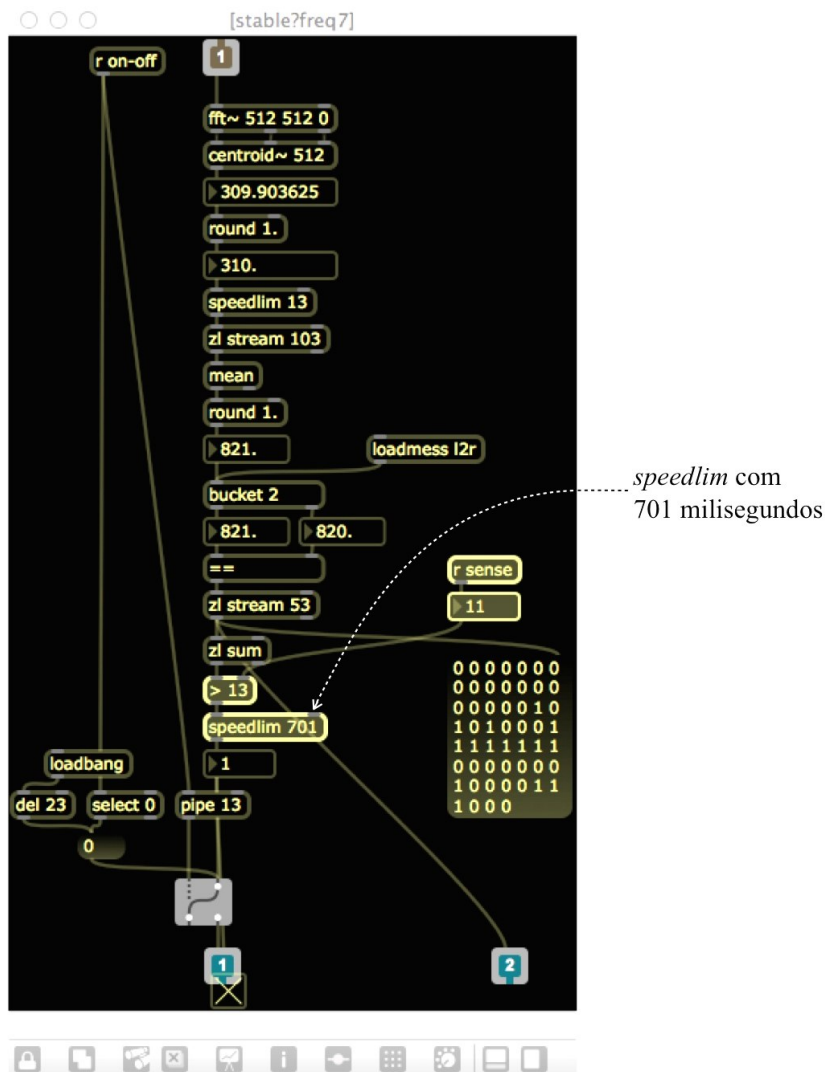 [stable?freq7]
r on-off
1
fft~ 512 512 0
centroid~ 512
309.903625
round 1.
310.
speedlim 13
zl stream 103
mean
round 1.
821.
loadmess l2r
bucket 2
821.
820.
==
zl stream 53
r sense
11
zl sum
> 13
speedlim 701
1
0 0 0 0 0 0 0
0 0 0 0 0 0 0
0 0 0 0 0 1 0
1 0 1 0 0 0 1
1 1 1 1 1 1 1
0 0 0 0 0 0 0
1 0 0 0 0 1 1
1 0 0 0
speedlim com
701 milisegundos
loadbang
del 23
select 0
pipe 13
0
1
2